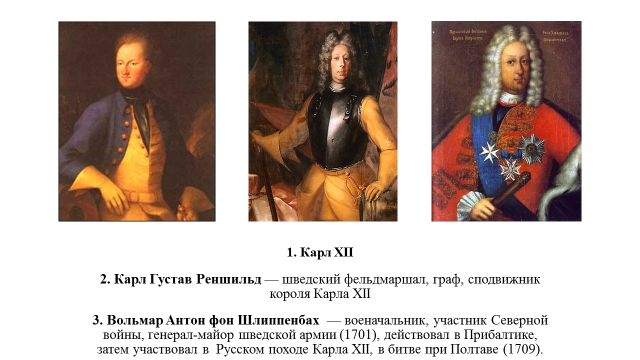 1. Карл XII
2. Карл Густав Реншильд — шведский фельдмаршал, граф, сподвижник
короля Карла XII
3. Вольмар Антон фон Шлиппенбах — военачальник, участник Северной
войны, генерал-майор шведской армии (1701), действовал в Прибалтике,
затем участвовал в Русском походе Карла XII, в битве при Полтаве (1709).